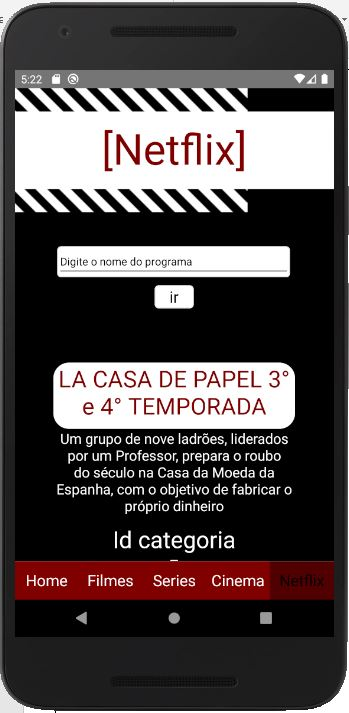 5:22
[Netflix]
Digite o nome do programa
ir
LA CASA DE PAPEL 3°
e 4° TEMPORADA
Um grupo de nove ladrões, liderados
por um Professor, prepara o roubo
do século na Casa da Moeda da
Espanha, com o objetivo de fabricar o
próprio dinheiro
Id categoria
Home Filmes Series Cinema Netflix